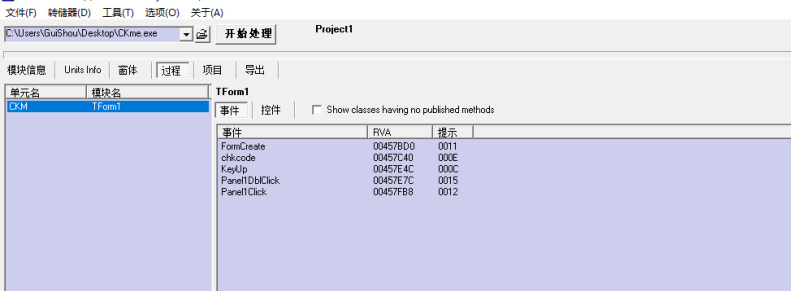 文件(F) 转储器(D) 工具(T) 选项(O) 关于(A)
C:\Users\GuiShou\Desktop\CKme.exe 开始处理 Project1
模块信息 Units Info 窗体 过程 项目 导出
单元名 模块名 TForm1
CKM TForm1
事件 控件 Show classes having no published methods
事件 RVA 提示
FormCreate 00457BD0 0011
chkcode 00457C40 000E
KeyUp 00457E4C 000C
Panel1DblClick 00457E7C 0015
Panel1Click 00457FB8 0012